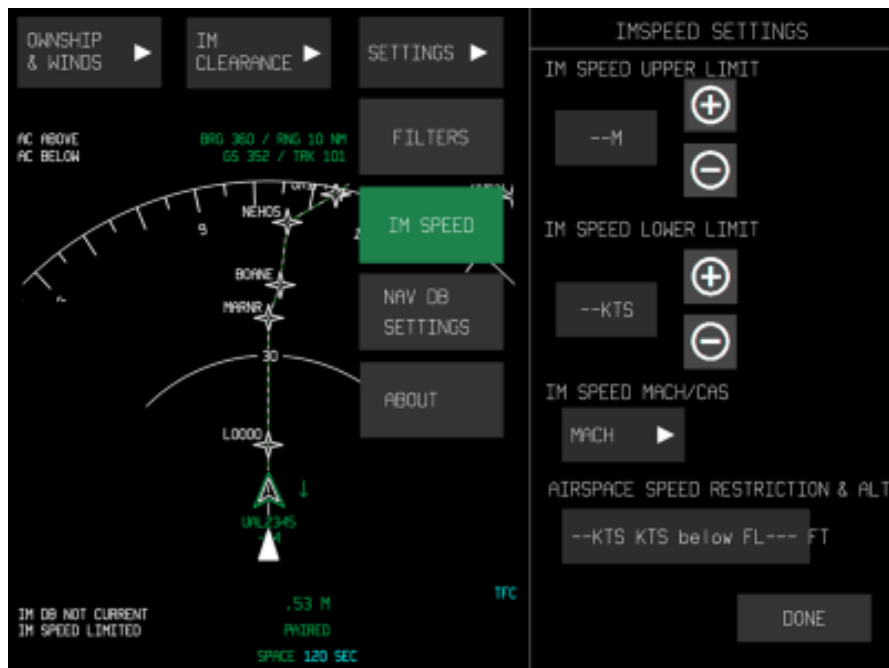 OWNSHIP
& WINDS
IM
CLEARANCE
SETTINGS
FILTERS
IM SPEED
NAV DB
SETTINGS
ABOUT
AC ABOVE
AC BELOW
BRG 360 / RNG 10 NM
GS 352 / TRK 101
9
NEHOS
BOANE
MARNR
30
LOOOO
UAL2345
IM DB NOT CURRENT
IM SPEED LIMITED
.53 M
PAIRED
SPACE 120 SEC
TFC
IMSPEED SETTINGS
IM SPEED UPPER LIMIT
--M
IM SPEED LOWER LIMIT
--KTS
IM SPEED MACH/CAS
MACH
AIRSPACE SPEED RESTRICTION & ALT
--KTS KTS below FL--- FT
DONE